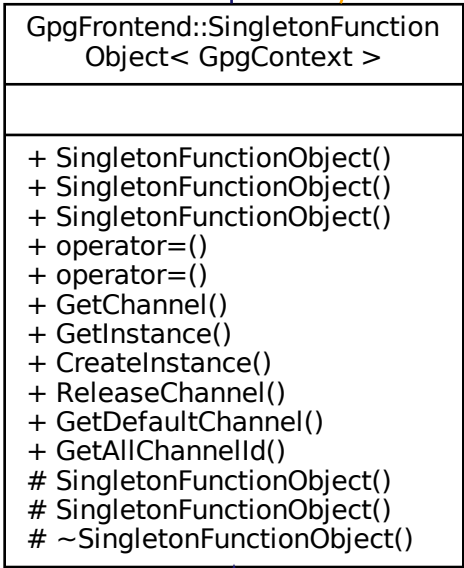 GpgFrontend::SingletonFunction
Object< GpgContext >
+ SingletonFunctionObject()
+ SingletonFunctionObject()
+ SingletonFunctionObject()
+ operator=()
+ operator=()
+ GetChannel()
+ GetInstance()
+ CreateInstance()
+ ReleaseChannel()
+ GetDefaultChannel()
+ GetAllChannelId()
# SingletonFunctionObject()
# SingletonFunctionObject()
# ~SingletonFunctionObject()